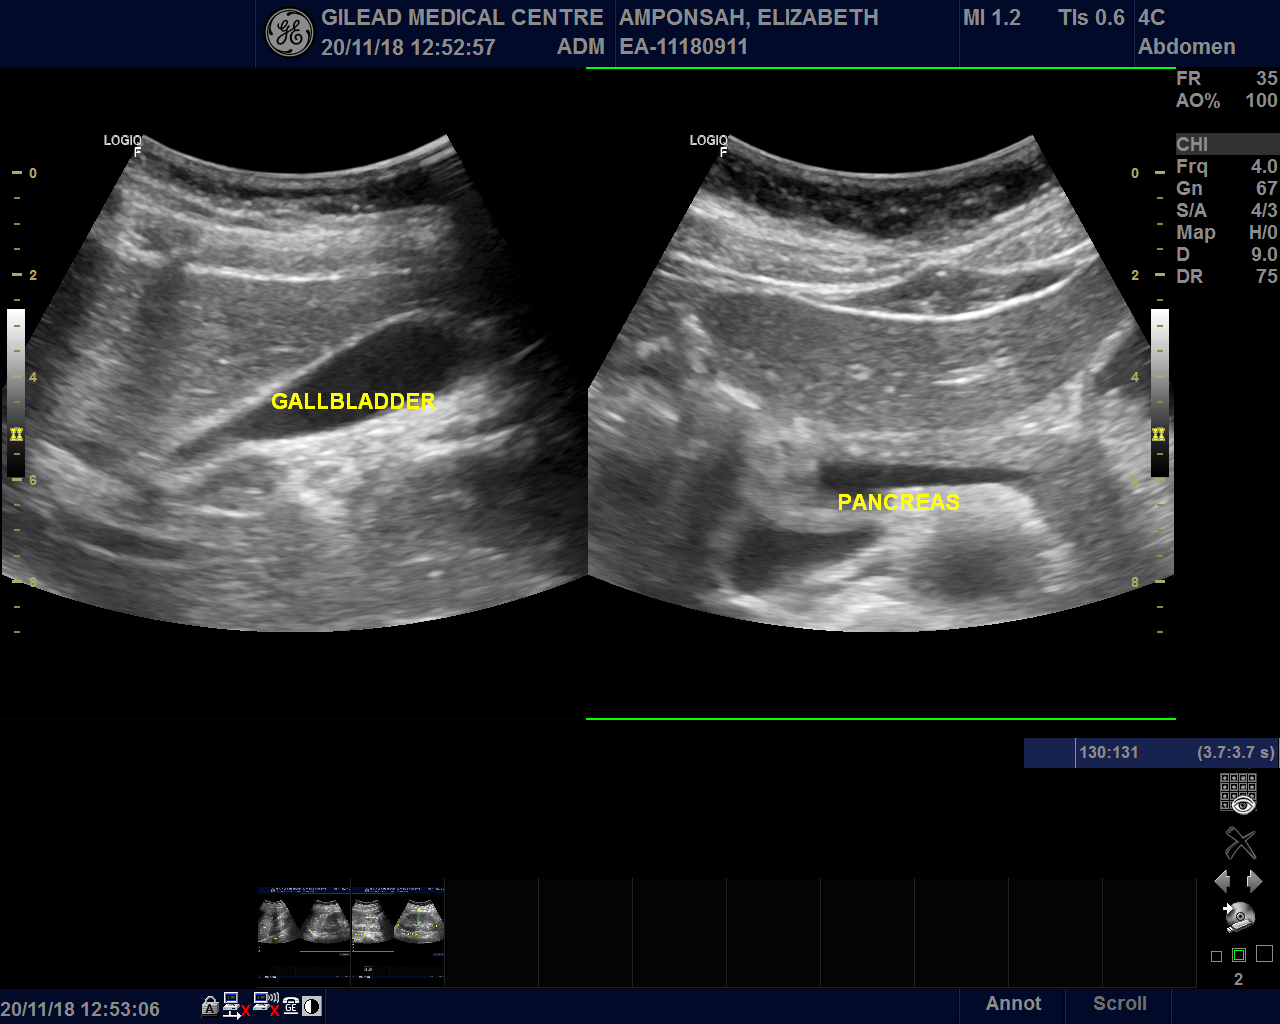 GILEAD MEDICAL CENTRE
20/11/18 12:52:57 ADM
AMPONSAH, ELIZABETH
EA-11180911
MI 1.2 TIs 0.6
4C
Abdomen
FR 35
AO% 100
CHI
Frq 4.0
Gn 67
S/A 4/3
Map H/0
D 9.0
DR 75
LOGIQ
F
0
2
4
6
8
GALLBLADDER
LOGIQ
F
0
2
4
6
8
PANCREAS
130:131 (3.7:3.7 s)
2
20/11/18 12:53:06
Annot
Scroll